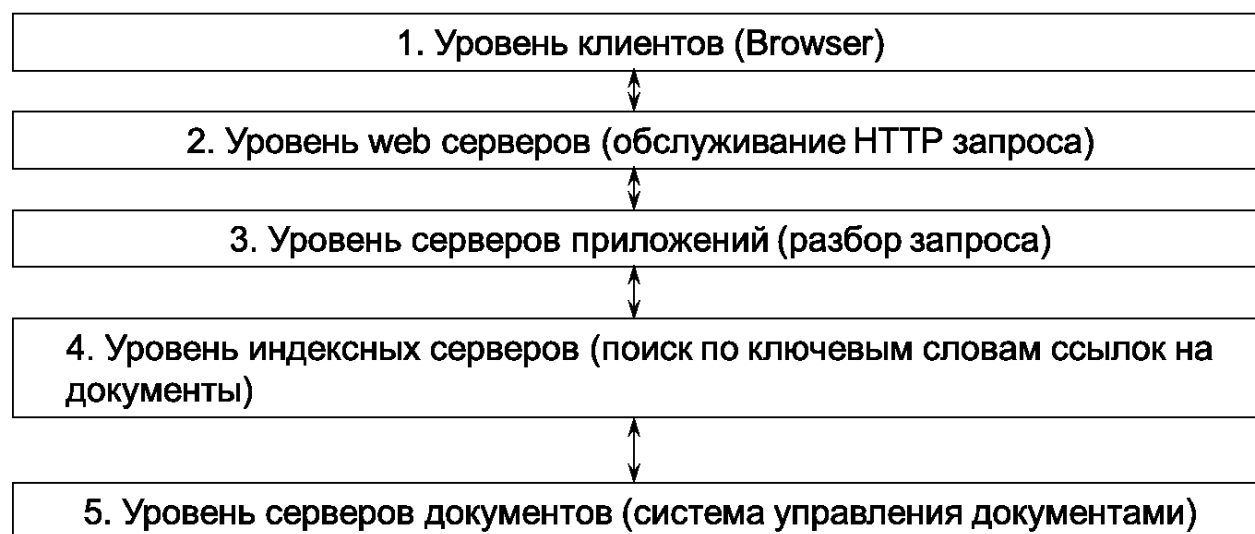 1. Уровень клиентов (Browser)
2. Уровень web серверов (обслуживание HTTP запроса)
3. Уровень серверов приложений (разбор запроса)
4. Уровень индексных серверов (поиск по ключевым словам ссылок на
документы)
5. Уровень серверов документов (система управления документами)